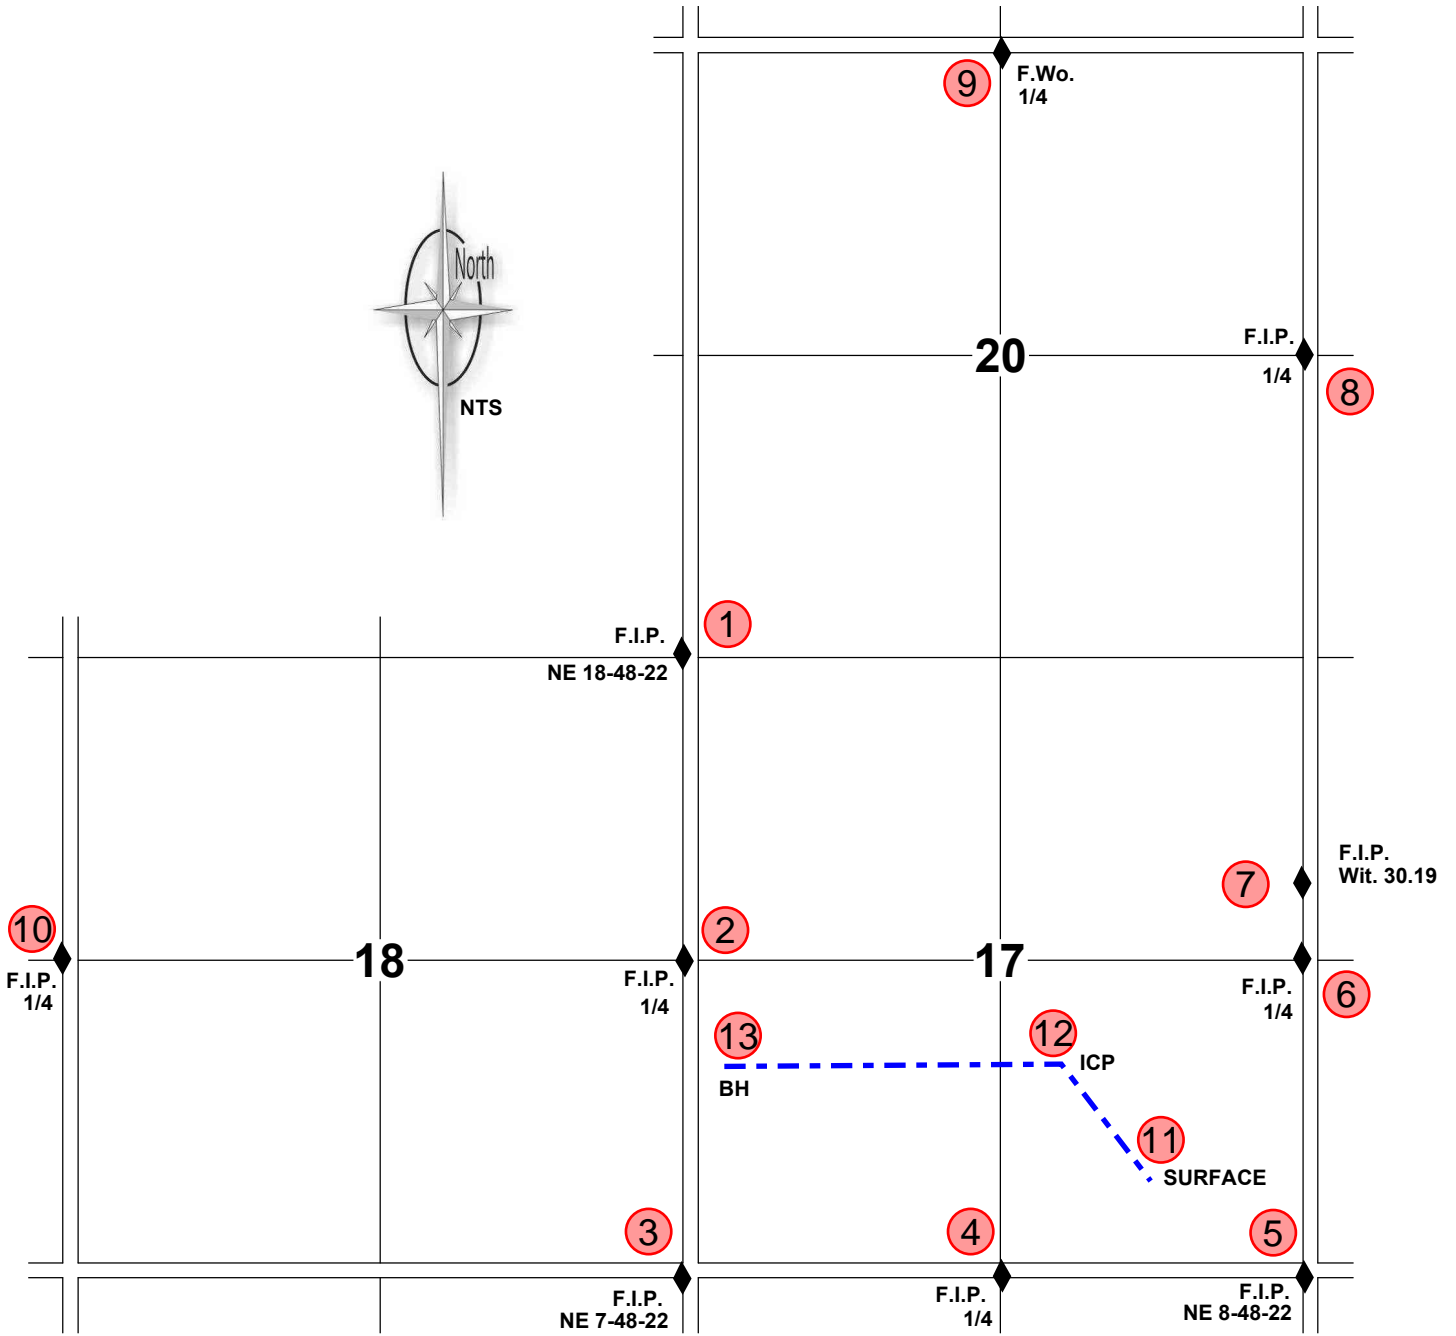 9
F.Wo.
1/4
North
NTS
20
F.I.P.
1/4
8
1
F.I.P.
NE 18-48-22
7
F.I.P.
Wit. 30.19
10
F.I.P.
1/4
18
2
F.I.P.
1/4
17
F.I.P.
1/4
6
13
BH
12
ICP
11
SURFACE
3
F.I.P.
NE 7-48-22
4
F.I.P.
1/4
5
F.I.P.
NE 8-48-22